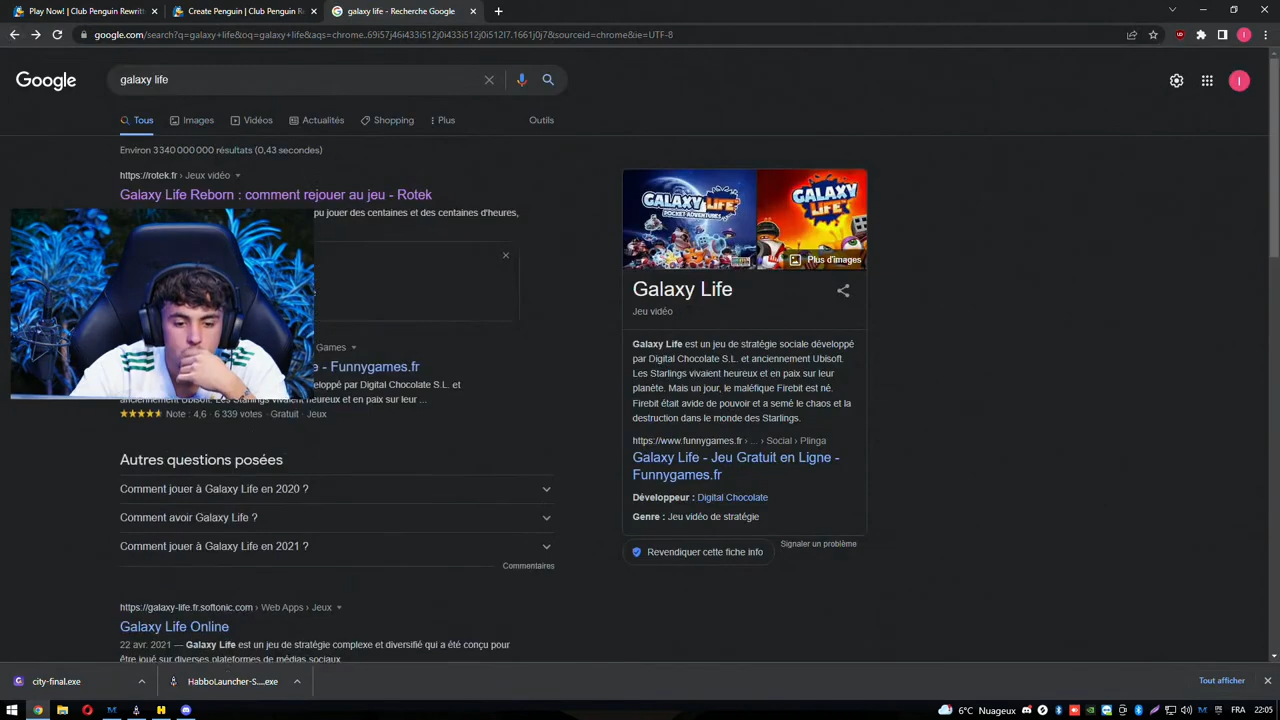 Play Now! | Club Penguin Rewritt
Create Penguin | Club Penguin Re
galaxy life - Recherche Google
google.com/search?q=galaxy+life&oq=galaxy+life&aqs=chrome..69i57j46i433i512j0i433i512j0i512l7.1661j0j7&sourceid=chrome&ie=UTF-8
Google
galaxy life
Tous
Images
Vidéos
Actualités
Shopping
Plus
Outils
Environ 3 340 000 000 résultats (0,43 secondes)
https://rotek.fr › Jeux vidéo
Galaxy Life Reborn : comment rejouer au jeu - Rotek
pu jouer des centaines et des centaines d'heures,
Games
e - Funnygames.fr
eloppé par Digital Chocolate S.L. et
anciennement Ubisoft. Les Starlings vivaient heureux et en paix sur leur ...
Note : 4,6 · 6 339 votes · Gratuit · Jeux
Autres questions posées
Comment jouer à Galaxy Life en 2020 ?
Comment avoir Galaxy Life ?
Comment jouer à Galaxy Life en 2021 ?
Commentaires
https://galaxy-life.fr.softonic.com › Web Apps › Jeux
Galaxy Life Online
22 avr. 2021 — Galaxy Life est un jeu de stratégie complexe et diversifié qui a été conçu pour
être joué sur diverses plateformes de médias sociaux.
GALAXY LIFE
POCKET ADVENTURES
GALAXY
LIFE
Plus d'images
Galaxy Life
Jeu vidéo
Galaxy Life est un jeu de stratégie sociale développé
par Digital Chocolate S.L. et anciennement Ubisoft.
Les Starlings vivaient heureux et en paix sur leur
planète. Mais un jour, le maléfique Firebit est né.
Firebit était avide de pouvoir et a semé le chaos et la
destruction dans le monde des Starlings.
https://www.funnygames.fr › ... › Social › Plinga
Galaxy Life - Jeu Gratuit en Ligne -
Funnygames.fr
Développeur : Digital Chocolate
Genre : Jeu vidéo de stratégie
Revendiquer cette fiche info
Signaler un problème
city-final.exe
HabboLauncher-S....exe
Tout afficher
6°C Nuageux
FRA
22:05